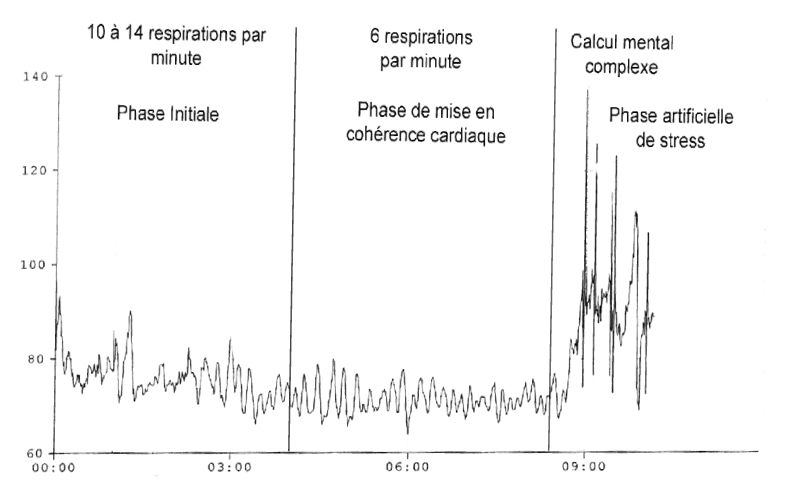 10 à 14 respirations par
minute
Phase Initiale
6 respirations
par minute
Phase de mise en
cohérence cardiaque
Calcul mental
complexe
Phase artificielle
de stress
140
120
100
80
60
00:00
03:00
06:00
09:00